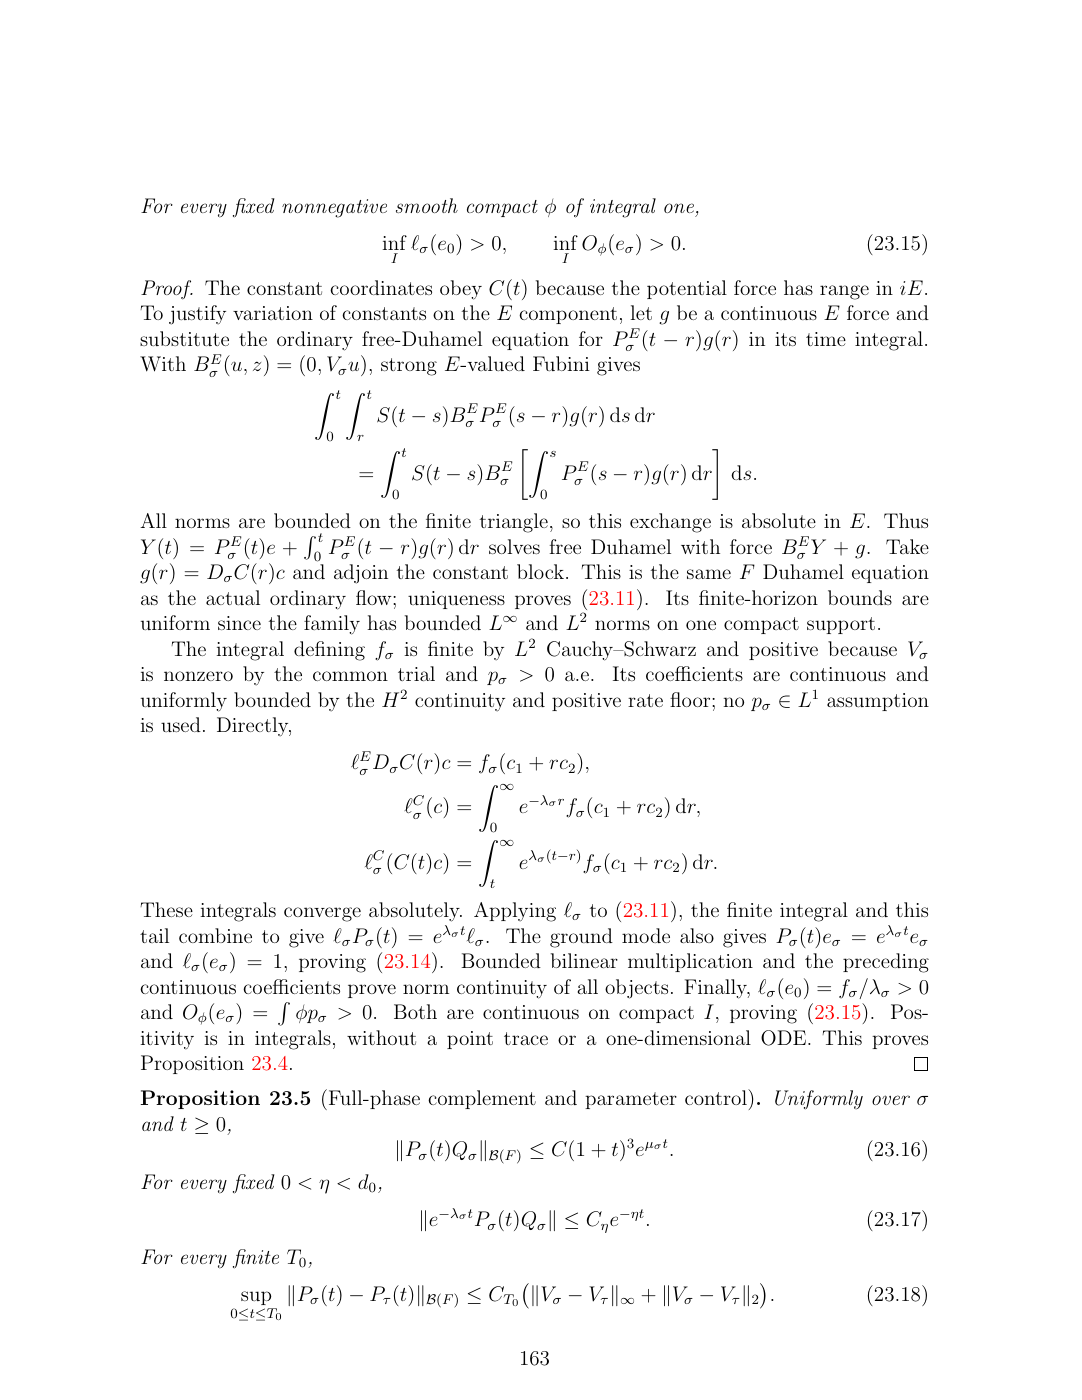 For every fixed nonnegative smooth compact ϕ of integral one,
inf_I ℓ_σ(e_0) > 0,   inf_I O_ϕ(e_σ) > 0.   (23.15)
Proof. The constant coordinates obey C(t) because the potential force has range in iE.
To justify variation of constants on the E component, let g be a continuous E force and
substitute the ordinary free-Duhamel equation for P_σ^E(t − r)g(r) in its time integral.
With B_σ^E(u, z) = (0, V_σu), strong E-valued Fubini gives
∫_0^t ∫_r^t S(t − s)B_σ^E P_σ^E(s − r)g(r) ds dr
= ∫_0^t S(t − s)B_σ^E [∫_0^s P_σ^E(s − r)g(r) dr] ds.
All norms are bounded on the finite triangle, so this exchange is absolute in E. Thus
Y(t) = P_σ^E(t)e + ∫_0^t P_σ^E(t − r)g(r) dr solves free Duhamel with force B_σ^E Y + g. Take
g(r) = D_σC(r)c and adjoin the constant block. This is the same F Duhamel equation
as the actual ordinary flow; uniqueness proves (23.11). Its finite-horizon bounds are
uniform since the family has bounded L^∞ and L^2 norms on one compact support.
The integral defining f_σ is finite by L^2 Cauchy–Schwarz and positive because V_σ
is nonzero by the common trial and p_σ > 0 a.e. Its coefficients are continuous and
uniformly bounded by the H^2 continuity and positive rate floor; no p_σ ∈ L^1 assumption
is used. Directly,
ℓ_σ^E D_σC(r)c = f_σ(c_1 + rc_2),
ℓ_σ^C(c) = ∫_0^∞ e^{−λ_σr} f_σ(c_1 + rc_2) dr,
ℓ_σ^C(C(t)c) = ∫_t^∞ e^{λ_σ(t−r)} f_σ(c_1 + rc_2) dr.
These integrals converge absolutely. Applying ℓ_σ to (23.11), the finite integral and this
tail combine to give ℓ_σP_σ(t) = e^{λ_σt}ℓ_σ. The ground mode also gives P_σ(t)e_σ = e^{λ_σt}e_σ
and ℓ_σ(e_σ) = 1, proving (23.14). Bounded bilinear multiplication and the preceding
continuous coefficients prove norm continuity of all objects. Finally, ℓ_σ(e_0) = f_σ/λ_σ > 0
and O_ϕ(e_σ) = ∫ ϕp_σ > 0. Both are continuous on compact I, proving (23.15). Pos-
itivity is in integrals, without a point trace or a one-dimensional ODE. This proves
Proposition 23.4. □
Proposition 23.5 (Full-phase complement and parameter control). Uniformly over σ
and t ≥ 0,
‖P_σ(t)Q_σ‖_{B(F)} ≤ C(1 + t)^3 e^{μ_σt}.   (23.16)
For every fixed 0 < η < d_0,
‖e^{−λ_σt}P_σ(t)Q_σ‖ ≤ C_η e^{−ηt}.   (23.17)
For every finite T_0,
sup_{0≤t≤T_0} ‖P_σ(t) − P_τ(t)‖_{B(F)} ≤ C_{T_0}(‖V_σ − V_τ‖_∞ + ‖V_σ − V_τ‖_2).   (23.18)
163